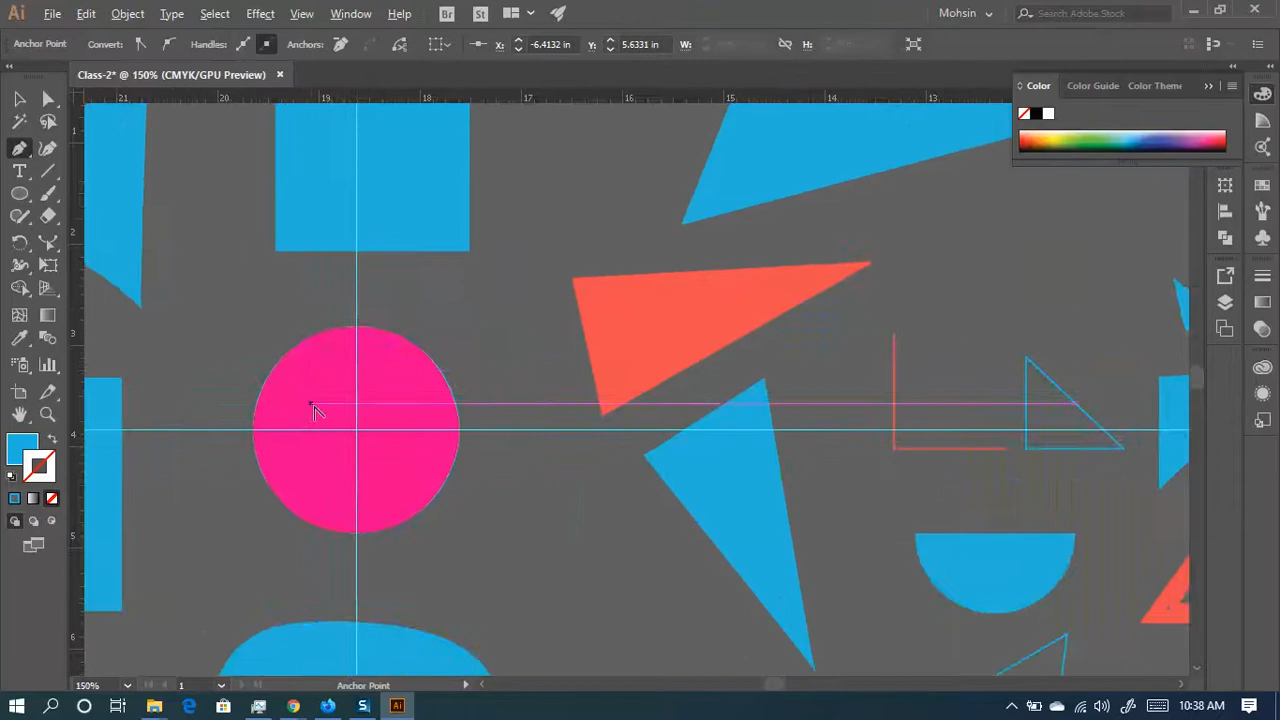 Ai File Edit Object Type Select Effect View Window Help Br St Mohsin Search Adobe Stock
Anchor Point Convert: Handles: Anchors: X: -6.4132 in Y: 5.6331 in W: H:
Class-2* @ 150% (CMYK/GPU Preview) ×
Color Color Guide Color Theme
21 20 19 18 17 16 15 14 13
1
2
3
4
5
6
150% 1 Anchor Point
10:38 AM